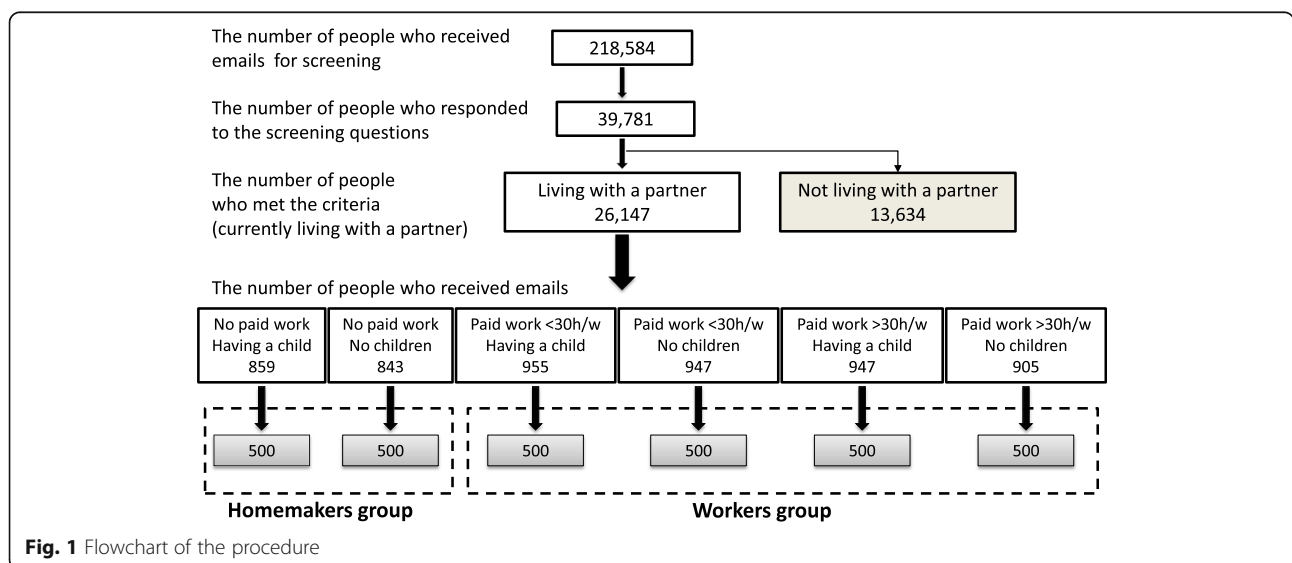 The number of people who received
emails for screening
218,584
The number of people who responded
to the screening questions
39,781
The number of people
who met the criteria
(currently living with a partner)
Living with a partner
26,147
Not living with a partner
13,634
The number of people who received emails
No paid work
Having a child
859
No paid work
No children
843
Paid work <30h/w
Having a child
955
Paid work <30h/w
No children
947
Paid work >30h/w
Having a child
947
Paid work >30h/w
No children
905
500
500
500
500
500
500
Homemakers group
Workers group
Fig. 1 Flowchart of the procedure